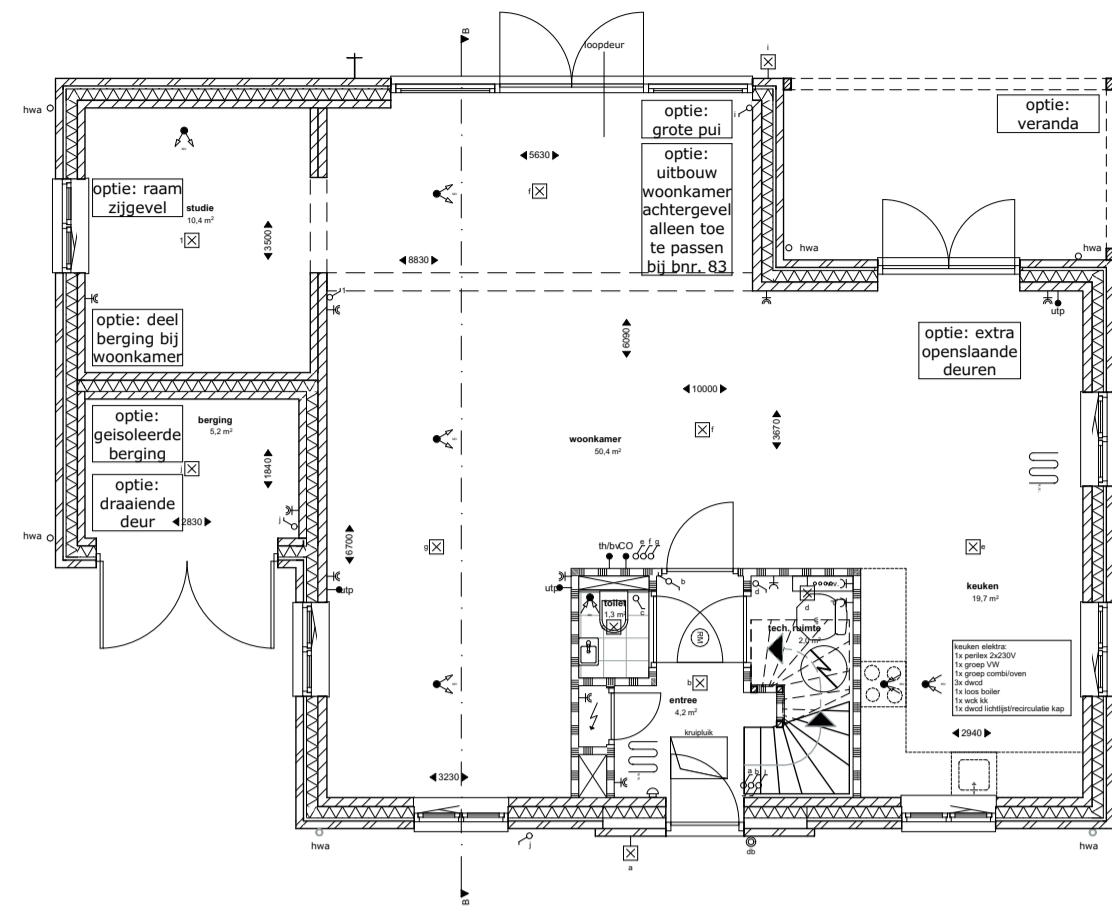 B
loopdeur
i
hwa
optie:
grote pui
i
optie:
veranda
optie:
uitbouw
woonkamer
achtergevel
alleen toe
te passen
bij bnr. 83
5630
f
optie: raam
zijgevel
studie
10,4 m²
1
3500
8830
hwa
hwa
1
utp
optie: deel
berging bij
woonkamer
6090
optie: extra
openslaande
deuren
10000
optie:
geisoleerde
berging
berging
5,2 m²
f
3670
woonkamer
50,4 m²
j
1840
optie:
draaiende
deur
2830
j
hwa
6700
g
th/bvCO
e f g
e
b
utp
utp
d
d
keuken
19,7 m²
toilet
1,3 m²
c
tech. ruimte
2,0 m²
RM
keuken elektra:
1x perilex 2x230V
1x groep VW
1x groep combi/oven
3x dwcd
1x loos boiler
1x wck kk
1x dwcd lichtlijst/recirculatie kap
b
entree
4,2 m²
kruipluik
2940
3230
a b i
hwa
j
a
db
hwa
B